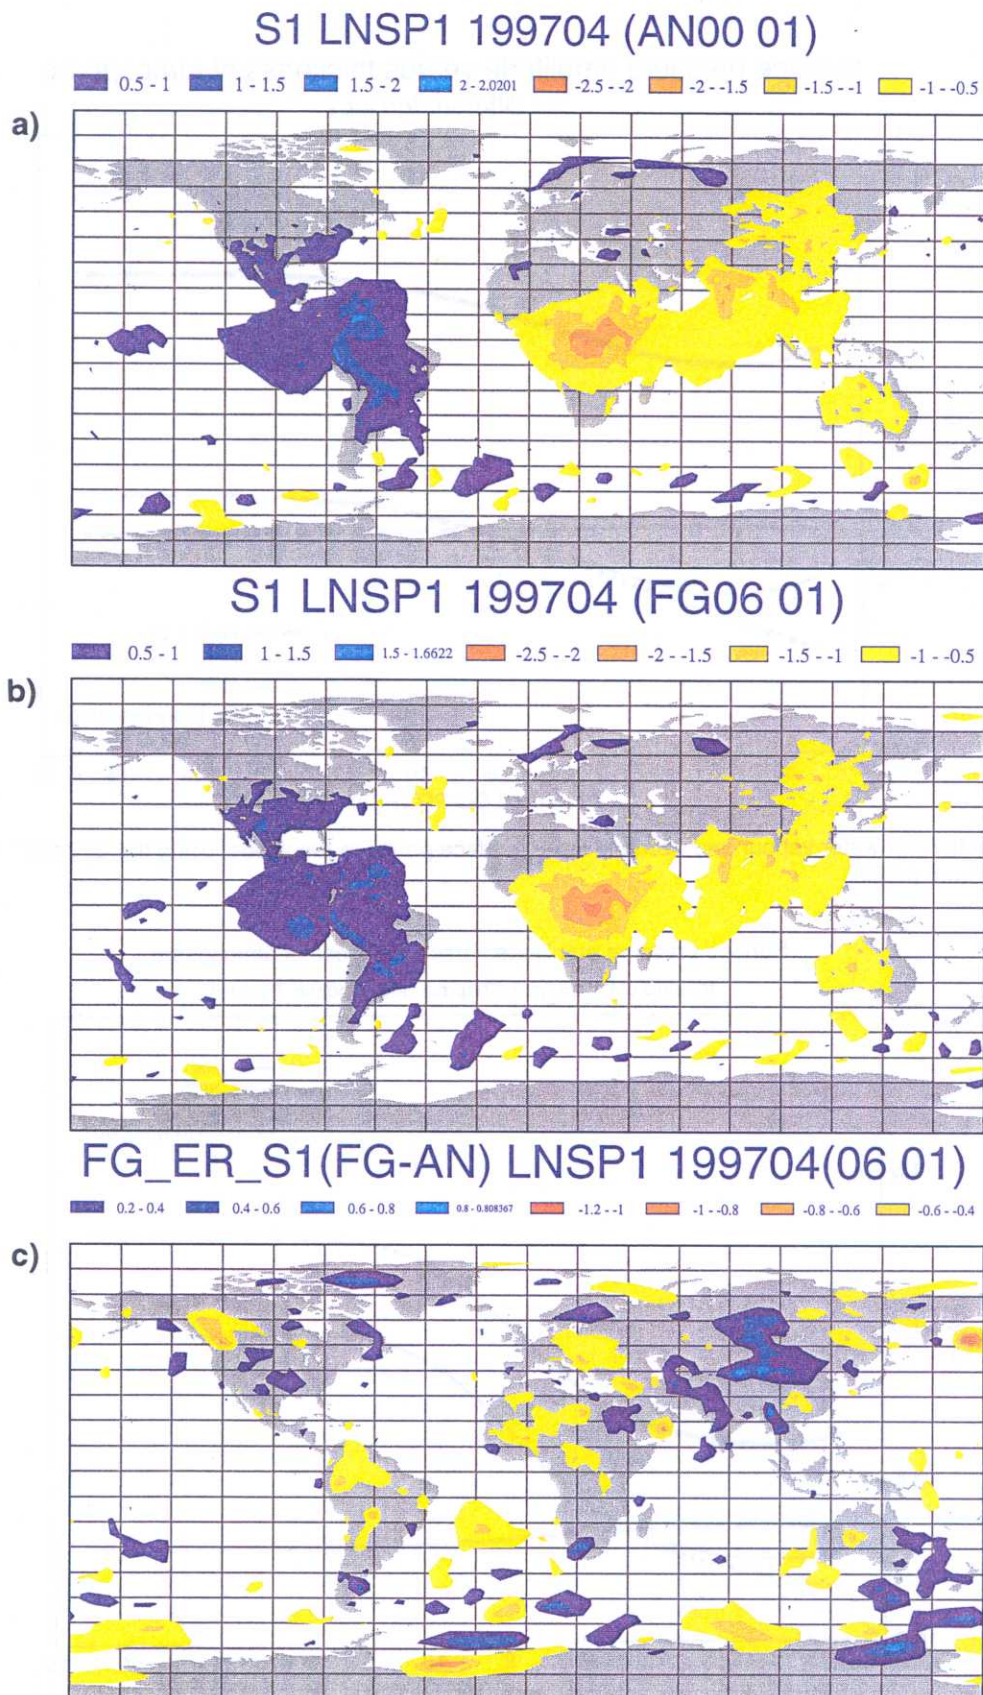 S1 LNSP1 199704 (AN00 01)
0.5 - 1 1 - 1.5 1.5 - 2 2 - 2.0201 -2.5 - -2 -2 - -1.5 -1.5 - -1 -1 - -0.5
a)
S1 LNSP1 199704 (FG06 01)
0.5 - 1 1 - 1.5 1.5 - 1.6622 -2.5 - -2 -2 - -1.5 -1.5 - -1 -1 - -0.5
b)
FG_ER_S1(FG-AN) LNSP1 199704(06 01)
0.2 - 0.4 0.4 - 0.6 0.6 - 0.8 0.8 - 0.808367 -1.2 - -1 -1 - -0.8 -0.8 - -0.6 -0.6 - -0.4
c)